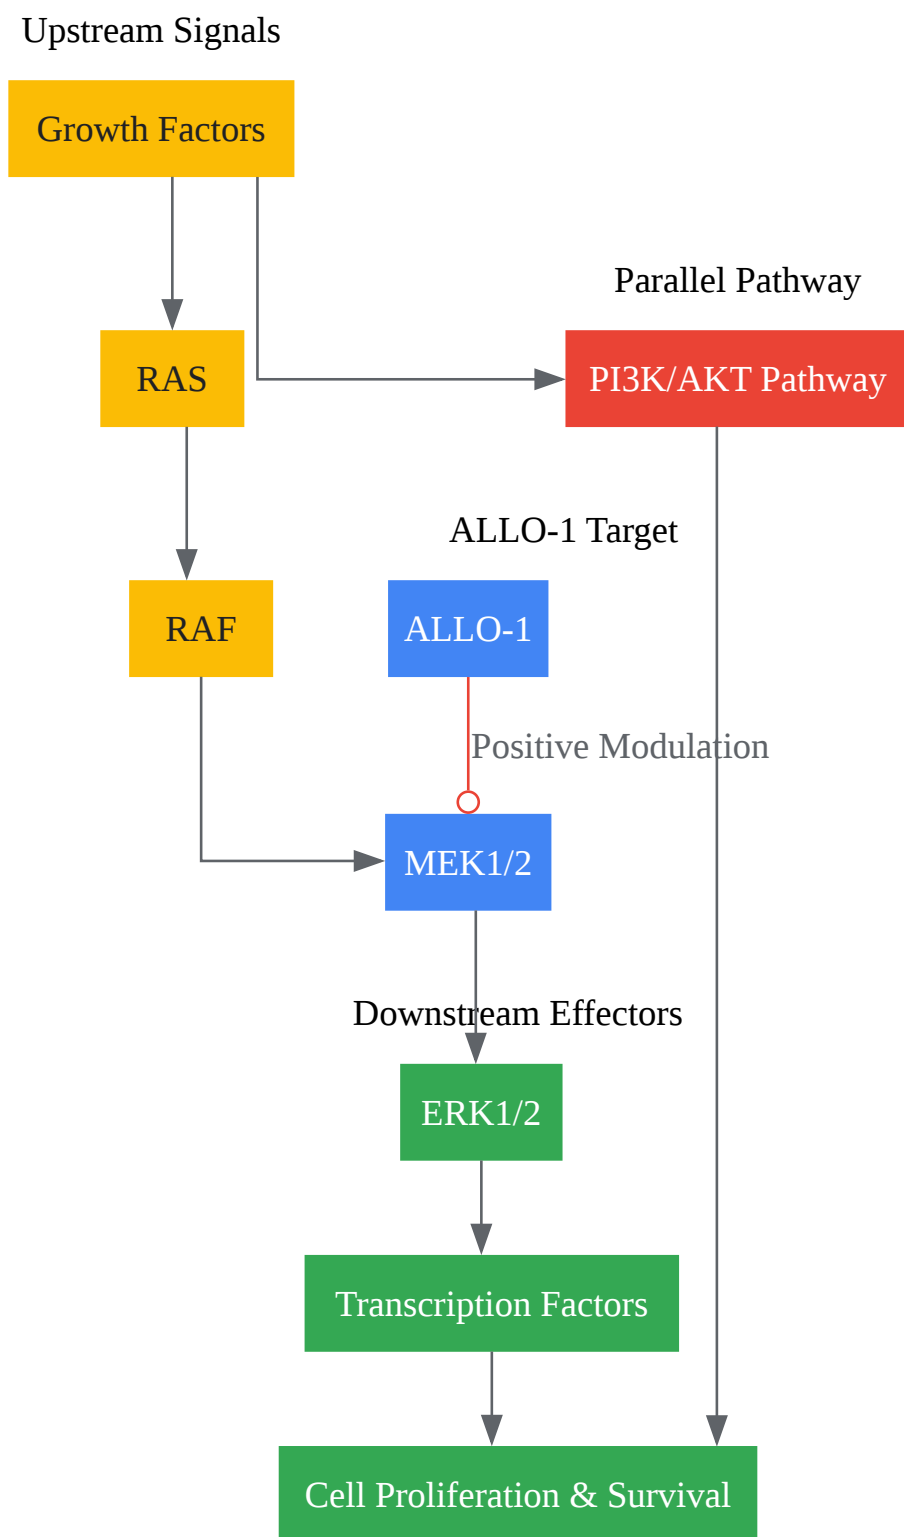 Upstream Signals
Growth Factors
Parallel Pathway
RAS
PI3K/AKT Pathway
ALLO-1 Target
RAF
ALLO-1
Positive Modulation
MEK1/2
Downstream Effectors
ERK1/2
Transcription Factors
Cell Proliferation & Survival